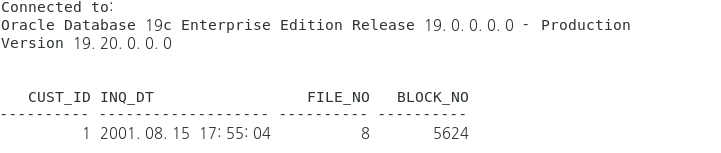 Connected to:
Oracle Database 19c Enterprise Edition Release 19.0.0.0.0 - Production
Version 19.20.0.0.0
CUST_ID INQ_DT FILE_NO BLOCK_NO
---------- ------------------- ---------- ----------
1 2001.08.15 17:55:04 8 5624